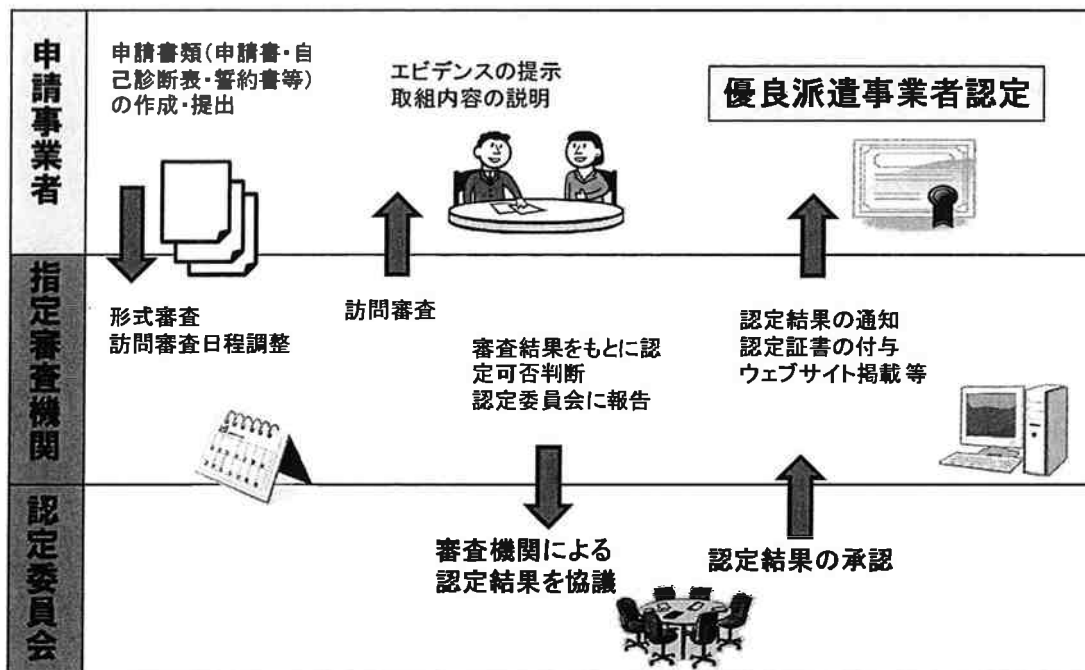 申請事業者
申請書類(申請書・自
己診断表・誓約書等)
の作成・提出
エビデンスの提示
取組内容の説明
優良派遣事業者認定
指定審査機関
形式審査
訪問審査日程調整
訪問審査
審査結果をもとに認
定可否判断
認定委員会に報告
認定結果の通知
認定証書の付与
ウェブサイト掲載 等
認定委員会
審査機関による
認定結果を協議
認定結果の承認